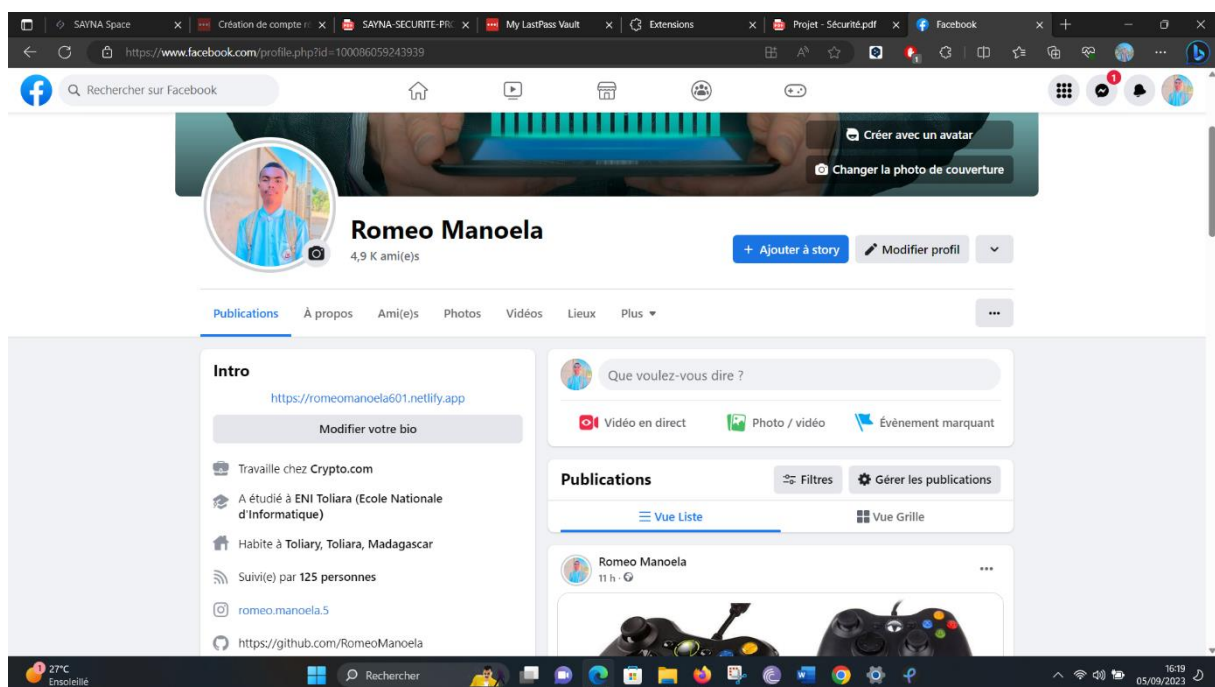 SAYNA Space
Création de compte r
SAYNA-SECURITE-PR
My LastPass Vault
Extensions
Projet - Sécurité.pdf
Facebook
https://www.facebook.com/profile.php?id=100086059243939
Rechercher sur Facebook
1
Créer avec un avatar
Changer la photo de couverture
Romeo Manoela
4,9 K ami(e)s
+ Ajouter à story
Modifier profil
Publications À propos Ami(e)s Photos Vidéos Lieux Plus
Intro
https://romeomanoela601.netlify.app
Modifier votre bio
Travaille chez Crypto.com
A étudié à ENI Toliara (Ecole Nationale
d'Informatique)
Habite à Toliary, Toliara, Madagascar
Suivi(e) par 125 personnes
romeo.manoela.5
https://github.com/RomeoManoela
Que voulez-vous dire ?
Vidéo en direct
Photo / vidéo
Évènement marquant
Publications
Filtres
Gérer les publications
Vue Liste
Vue Grille
Romeo Manoela
11 h
27°C
Ensoleillé
Rechercher
16:19
05/09/2023